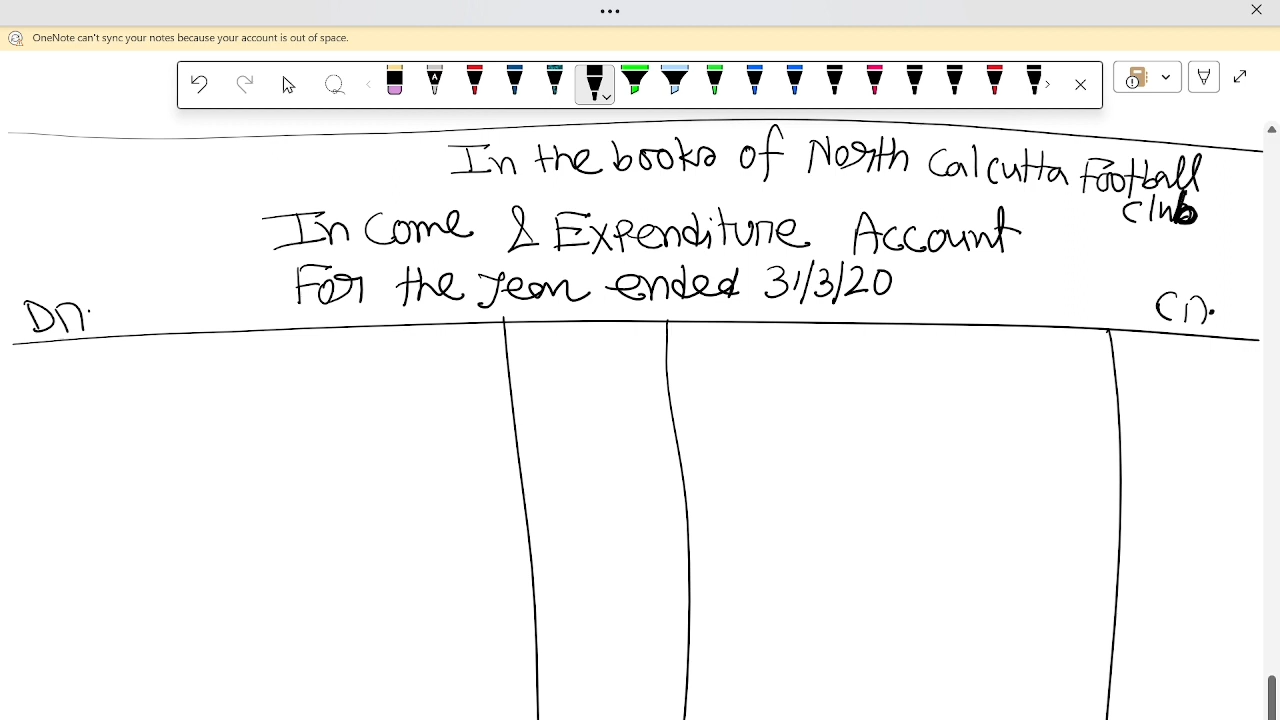 OneNote can't sync your notes because your account is out of space.
In the books of North Calcutta Football Club
Income & Expenditure Account
For the year ended 31/3/20
Dr.
Cr.